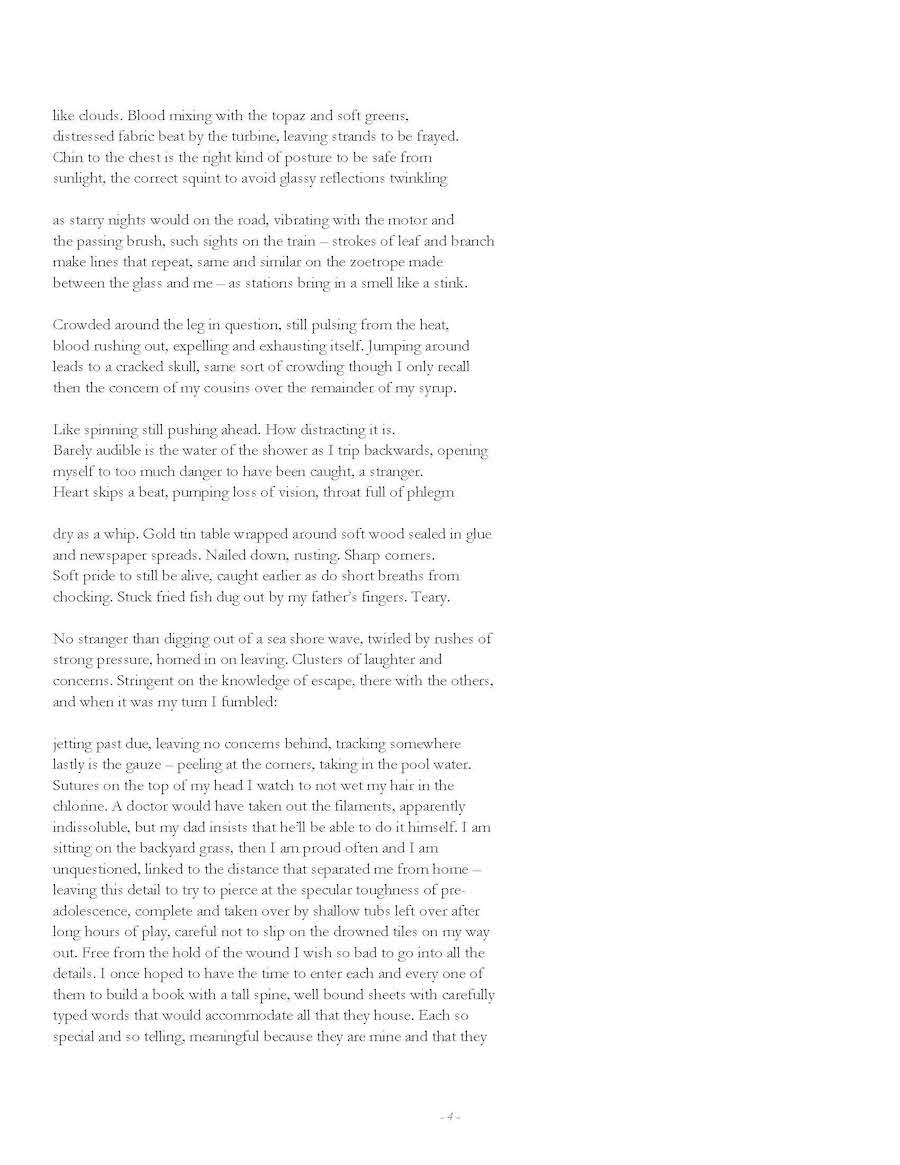 like clouds. Blood mixing with the topaz and soft greens,
distressed fabric beat by the turbine, leaving strands to be frayed.
Chin to the chest is the right kind of posture to be safe from
sunlight, the correct squint to avoid glassy reflections twinkling
as starry nights would on the road, vibrating with the motor and
the passing brush, such sights on the train – strokes of leaf and branch
make lines that repeat, same and similar on the zoetrope made
between the glass and me – as stations bring in a smell like a stink.
Crowded around the leg in question, still pulsing from the heat,
blood rushing out, expelling and exhausting itself. Jumping around
leads to a cracked skull, same sort of crowding though I only recall
then the concern of my cousins over the remainder of my syrup.
Like spinning still pushing ahead. How distracting it is.
Barely audible is the water of the shower as I trip backwards, opening
myself to too much danger to have been caught, a stranger.
Heart skips a beat, pumping loss of vision, throat full of phlegm
dry as a whip. Gold tin table wrapped around soft wood sealed in glue
and newspaper spreads. Nailed down, rusting. Sharp corners.
Soft pride to still be alive, caught earlier as do short breaths from
chocking. Stuck fried fish dug out by my father's fingers. Teary.
No stranger than digging out of a sea shore wave, twirled by rushes of
strong pressure, homed in on leaving. Clusters of laughter and
concerns. Stringent on the knowledge of escape, there with the others,
and when it was my turn I fumbled:
jetting past due, leaving no concerns behind, tracking somewhere
lastly is the gauze – peeling at the corners, taking in the pool water.
Sutures on the top of my head I watch to not wet my hair in the
chlorine. A doctor would have taken out the filaments, apparently
indissoluble, but my dad insists that he'll be able to do it himself. I am
sitting on the backyard grass, then I am proud often and I am
unquestioned, linked to the distance that separated me from home –
leaving this detail to try to pierce at the specular toughness of pre-
adolescence, complete and taken over by shallow tubs left over after
long hours of play, careful not to slip on the drowned tiles on my way
out. Free from the hold of the wound I wish so bad to go into all the
details. I once hoped to have the time to enter each and every one of
them to build a book with a tall spine, well bound sheets with carefully
typed words that would accommodate all that they house. Each so
special and so telling, meaningful because they are mine and that they
- 4 -